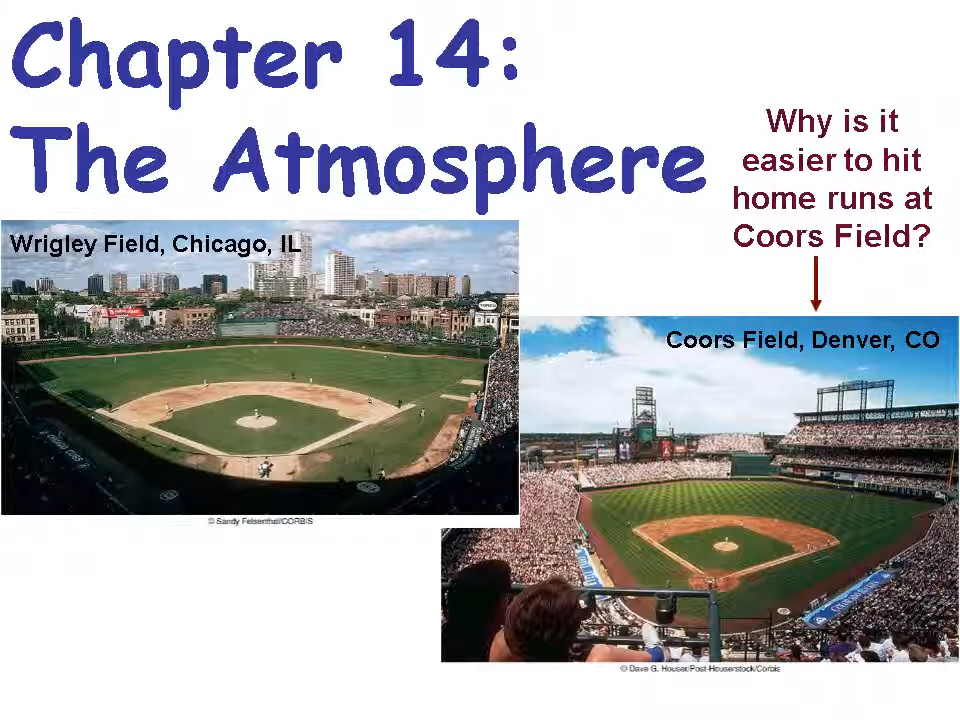 Chapter 14:
The Atmosphere
Why is it
easier to hit
home runs at
Coors Field?
Wrigley Field, Chicago, IL
Coors Field, Denver, CO
© Sandy Felsenthal/CORBIS
© Dave G. Houser/Post-Houserstock/Corbis